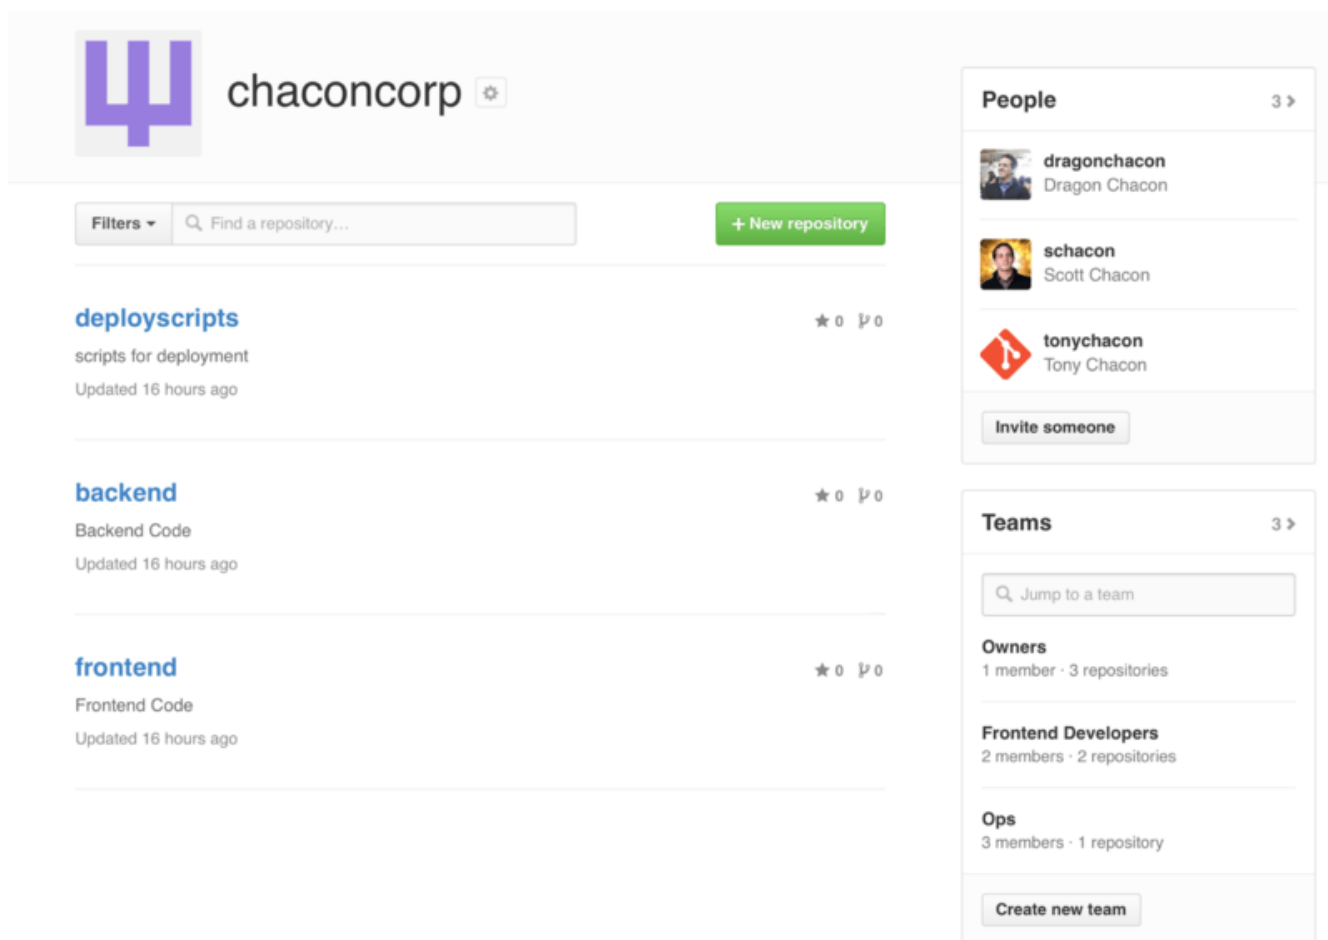 chaconcorp
Filters
Find a repository...
+ New repository
deployscripts
0 0
scripts for deployment
Updated 16 hours ago
backend
0 0
Backend Code
Updated 16 hours ago
frontend
0 0
Frontend Code
Updated 16 hours ago
People 3
dragonchacon
Dragon Chacon
schacon
Scott Chacon
tonychacon
Tony Chacon
Invite someone
Teams 3
Jump to a team
Owners
1 member · 3 repositories
Frontend Developers
2 members · 2 repositories
Ops
3 members · 1 repository
Create new team